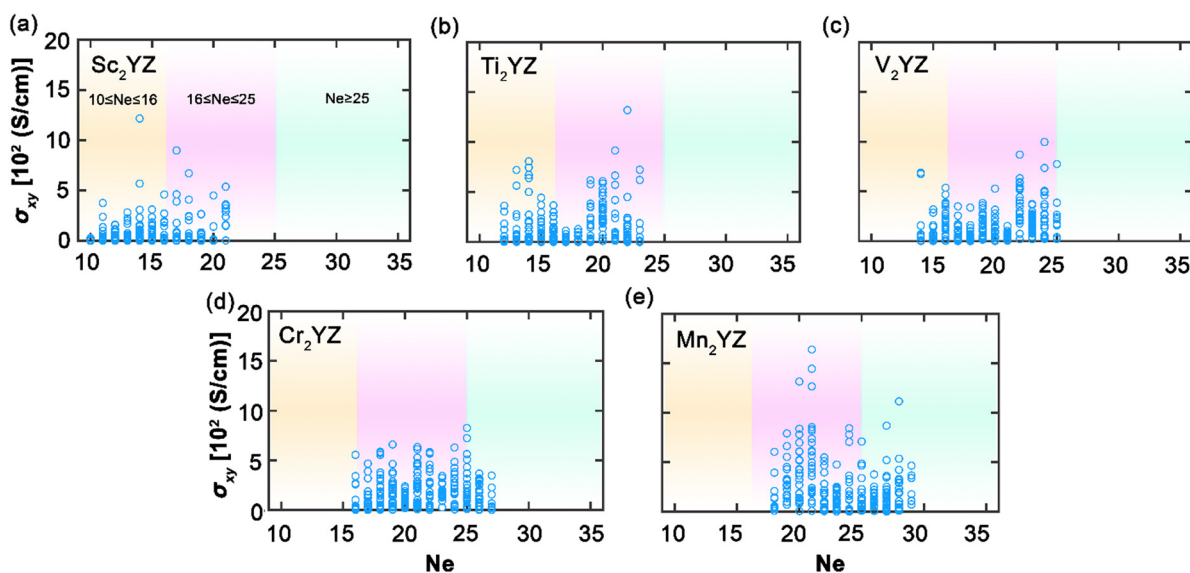 (a)
(b)
(c)
20
15
10
5
0
σxy [10² (S/cm)]
Sc₂YZ
10≤Ne≤16
16≤Ne≤25
Ne≥25
Ti₂YZ
V₂YZ
10 15 20 25 30 35
10 15 20 25 30 35
10 15 20 25 30 35
(d)
(e)
20
15
10
5
0
σxy [10² (S/cm)]
Cr₂YZ
Mn₂YZ
10 15 20 25 30 35
10 15 20 25 30 35
Ne
Ne